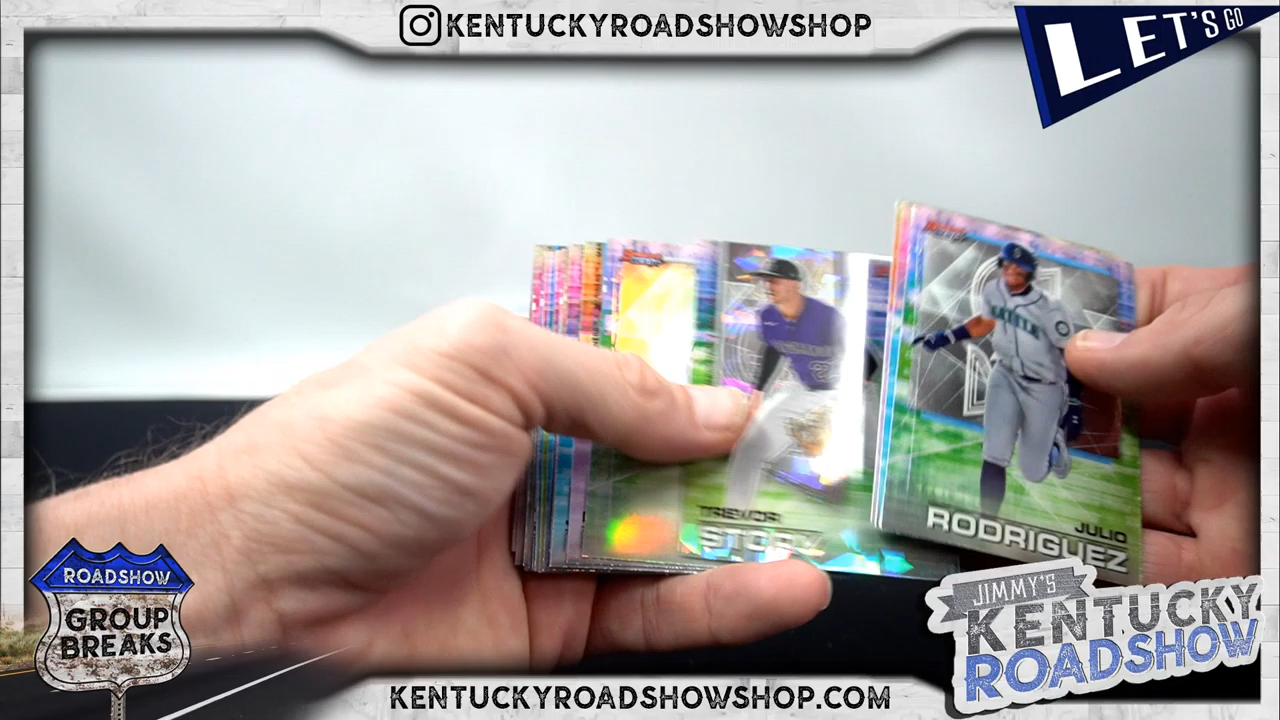 KENTUCKYROADSHOWSHOP
LET'S GO
TREVOR
STORY
JULIO
RODRIGUEZ
ROADSHOW
GROUP
BREAKS
JIMMY'S
KENTUCKY
ROADSHOW
KENTUCKYROADSHOWSHOP.COM